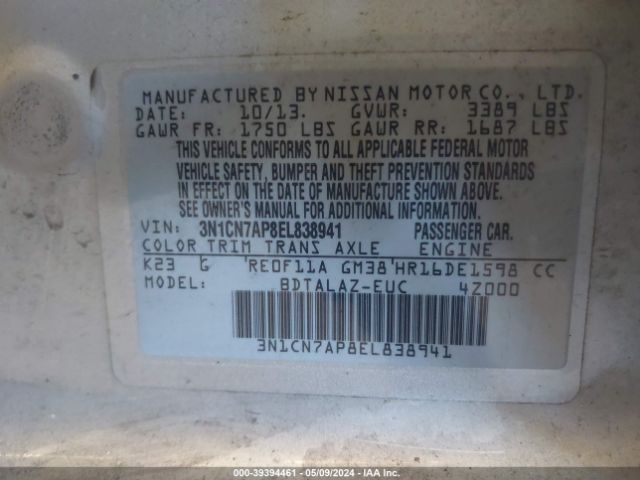 MANUFACTURED BY NISSAN MOTOR CO., LTD.
DATE: 10/13. GVWR: 3389 LBS
GAWR FR: 1750 LBS GAWR RR: 1687 LBS
THIS VEHICLE CONFORMS TO ALL APPLICABLE FEDERAL MOTOR
VEHICLE SAFETY, BUMPER AND THEFT PREVENTION STANDARDS
IN EFFECT ON THE DATE OF MANUFACTURE SHOWN ABOVE.
SEE OWNER'S MANUAL FOR ADDITIONAL INFORMATION.
VIN: 3N1CN7AP8EL838941 PASSENGER CAR.
COLOR TRIM TRANS AXLE ENGINE
K23 G 'RE0F11A GM38'HR16DE1598 CC
MODEL: BDTALAZ-EUC 4Z000
3N1CN7AP8EL838941
000-39394461 - 05/09/2024 - IAA Inc.